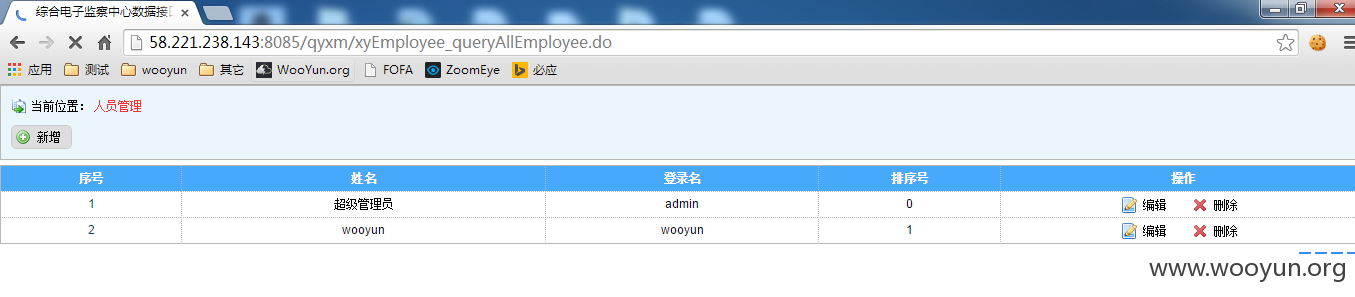 综合电子监察中心数据接
58.221.238.143:8085/qyxm/xyEmployee_queryAllEmployee.do
应用 测试 wooyun 其它 WooYun.org FOFA ZoomEye 必应
当前位置： 人员管理
新增
序号 姓名 登录名 排序号 操作
1 超级管理员 admin 0 编辑 删除
2 wooyun wooyun 1 编辑 删除
www.wooyun.org